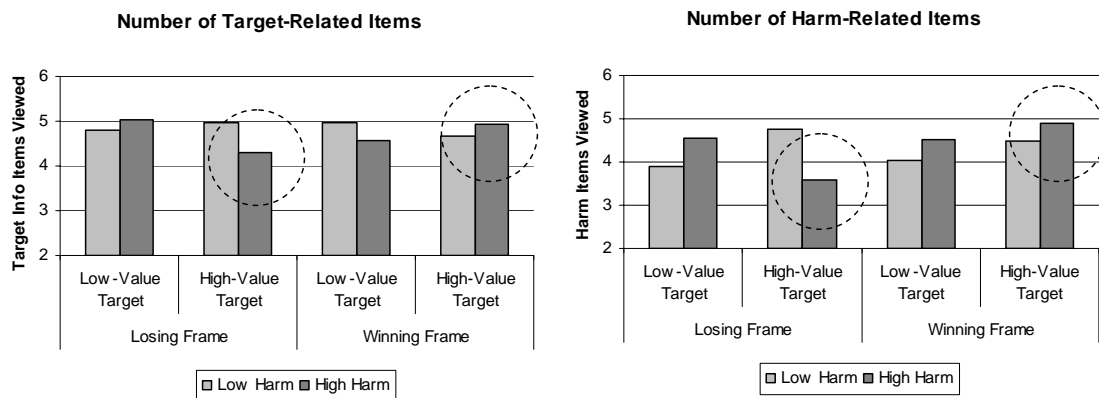 Number of Target-Related Items
Target Info Items Viewed
6
5
4
3
2
Low-Value Target
High-Value Target
Low-Value Target
High-Value Target
Losing Frame
Winning Frame
Low Harm
High Harm
Number of Harm-Related Items
Harm Items Viewed
6
5
4
3
2
Low-Value Target
High-Value Target
Low-Value Target
High-Value Target
Losing Frame
Winning Frame
Low Harm
High Harm